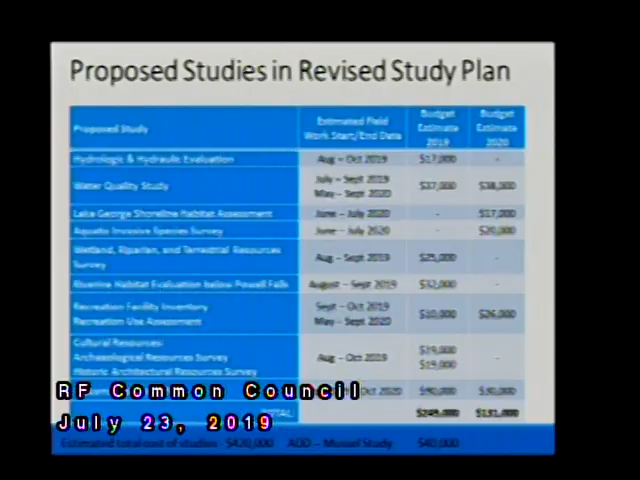 Proposed Studies in Revised Study Plan
Proposed Study
Estimated Field Work Start/End Date
Budget Estimate 2019
Budget Estimate 2020
Hydrologic & Hydraulic Evaluation Aug – Oct 2019 $17,000 -
Water Quality Study July – Sept 2019 May – Sept 2020 $37,000 $38,000
Lake George Shoreline Habitat Assessment June – July 2020 - $17,000
Aquatic Invasive Species Survey June – July 2020 - $20,000
Wetland, Riparian, and Terrestrial Resources Survey Aug – Sept 2019 $25,000 -
Riverine Habitat Evaluation below Powell Falls August – Sept 2019 $32,000 -
Recreation Facility Inventory Sept – Oct 2019 $10,000 $26,000
Recreation Use Assessment May – Sept 2020
Cultural Resources:
Archaeological Resources Survey Aug – Oct 2019 $19,000
Historic Architectural Resources Survey $19,000 -
Oct 2020 $90,000 $30,000
RF Common Council
TOTAL $249,000 $131,000
July 23, 2019
Estimated total cost of studies $420,000 ADD – Mussel Study $40,000